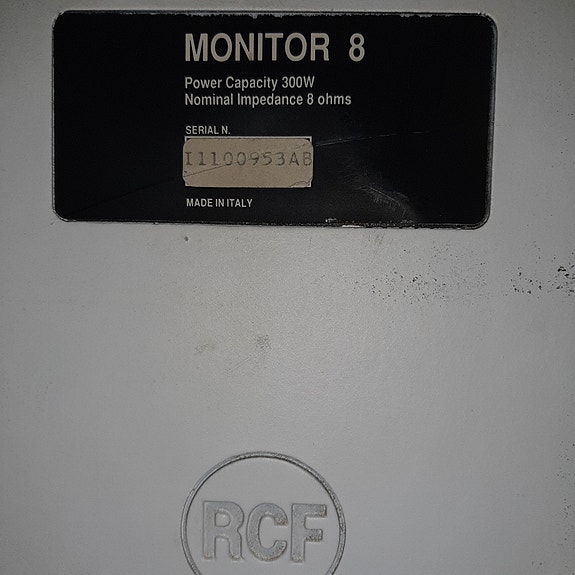 MONITOR 8
Power Capacity 300W
Nominal Impedance 8 ohms
SERIAL N.
I1100953AB
MADE IN ITALY
RCF